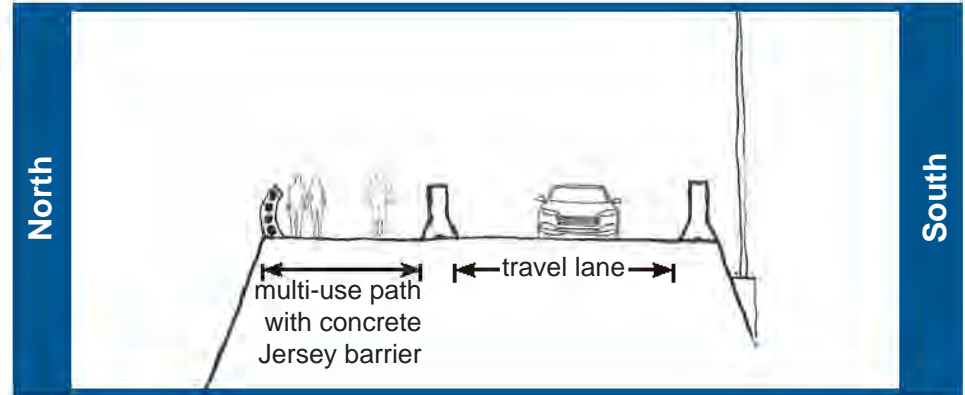 North
travel lane
multi-use path
with concrete
Jersey barrier
South